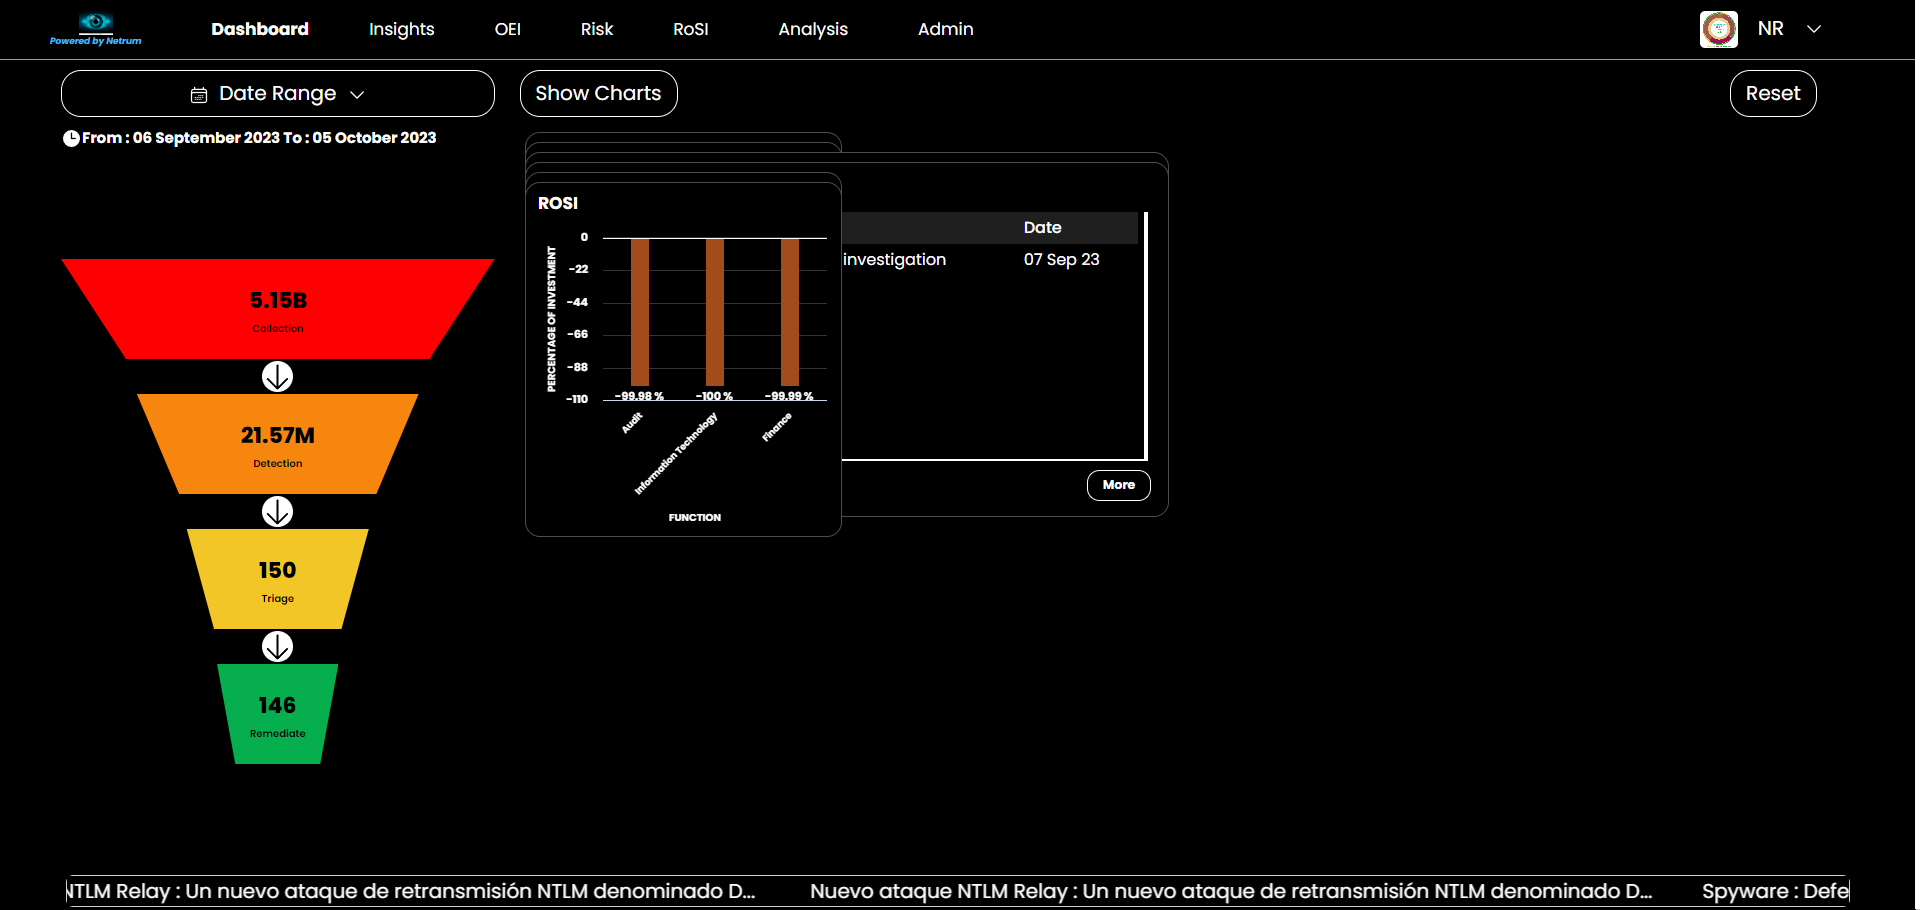 Powered by Netrum
Dashboard
Insights
OEI
Risk
RoSI
Analysis
Admin
NR
Date Range
Show Charts
Reset
From : 06 September 2023 To : 05 October 2023
5.15B
Collection
21.57M
Detection
150
Triage
146
Remediate
ROSI
PERCENTAGE OF INVESTMENT
0
-22
-44
-66
-88
-110
-99.98 %
-100 %
-99.99 %
Audit
Information Technology
Finance
FUNCTION
Date
investigation
07 Sep 23
More
NTLM Relay : Un nuevo ataque de retransmisión NTLM denominado D...
Nuevo ataque NTLM Relay : Un nuevo ataque de retransmisión NTLM denominado D...
Spyware : Defe